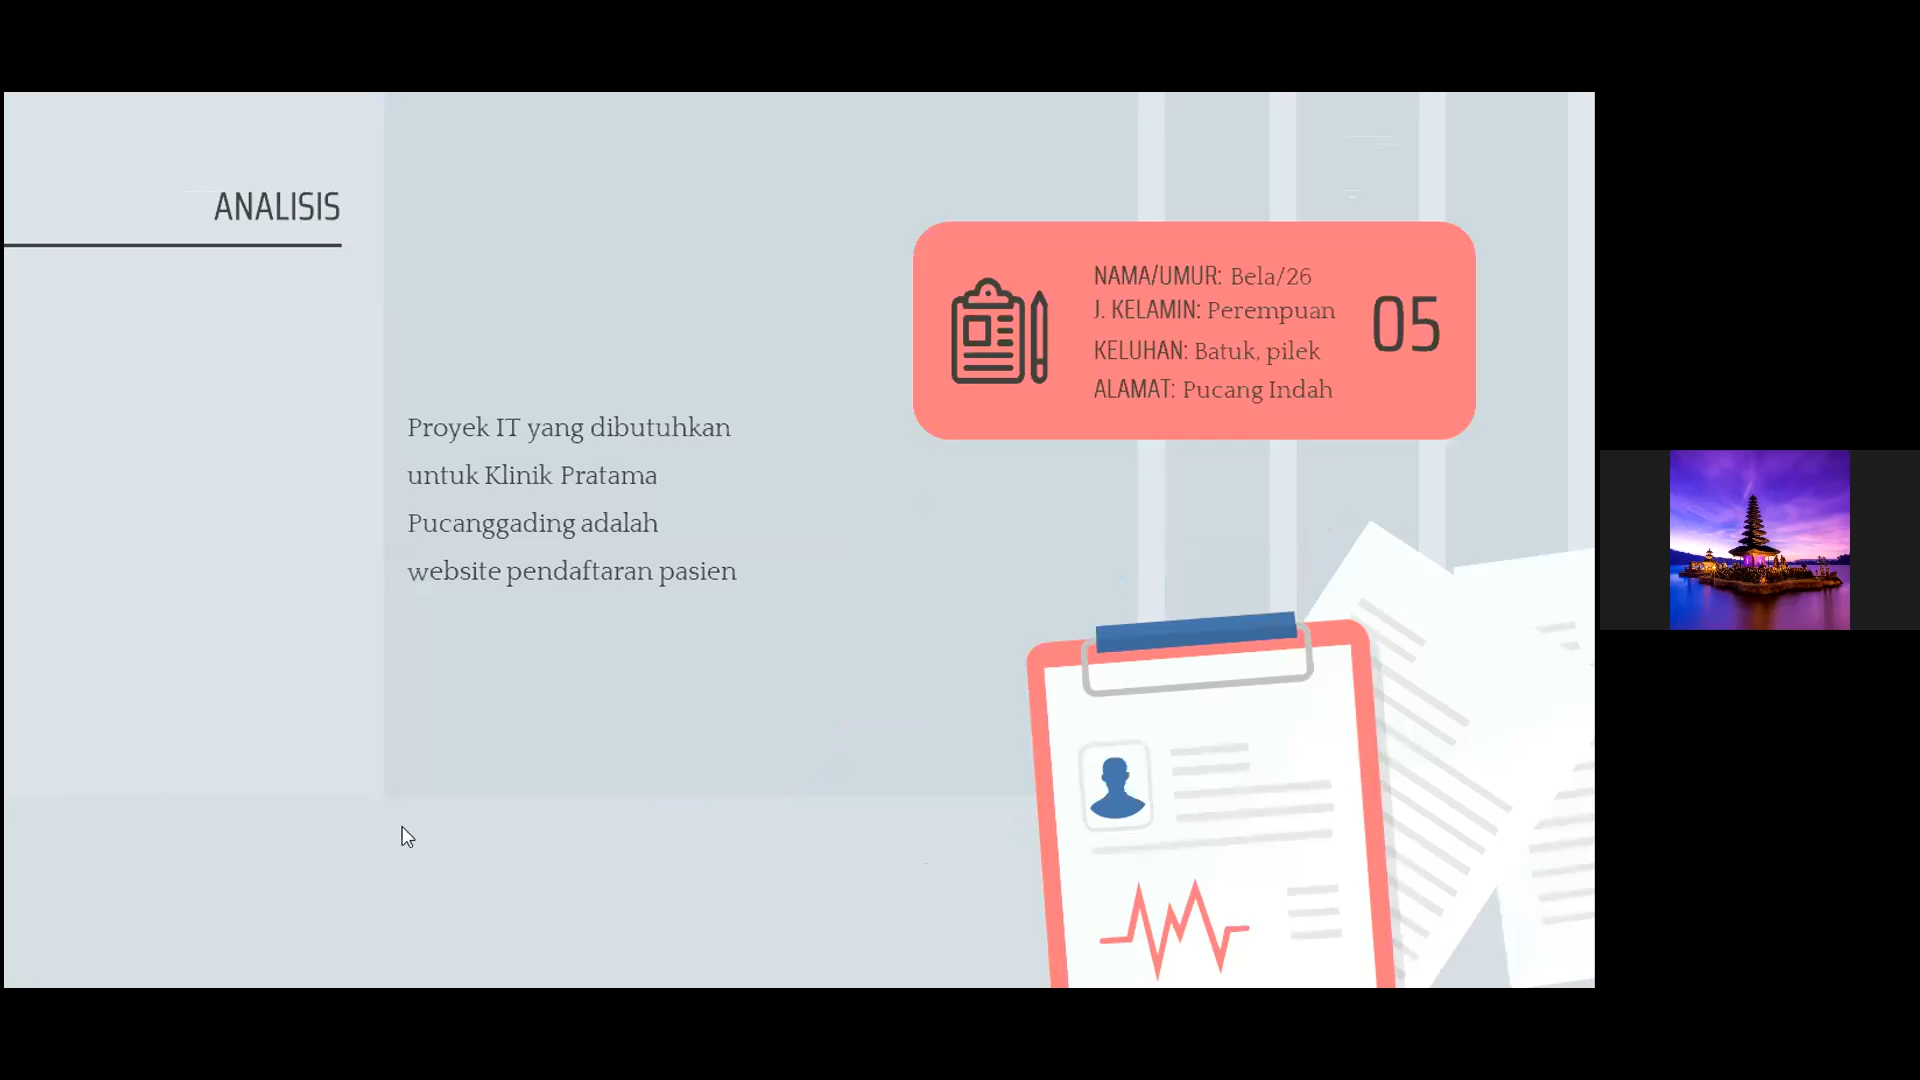 ANALISIS
Proyek IT yang dibutuhkan
untuk Klinik Pratama
Pucanggading adalah
website pendaftaran pasien
NAMA/UMUR: Bela/26
J. KELAMIN: Perempuan
KELUHAN: Batuk, pilek
ALAMAT: Pucang Indah
05